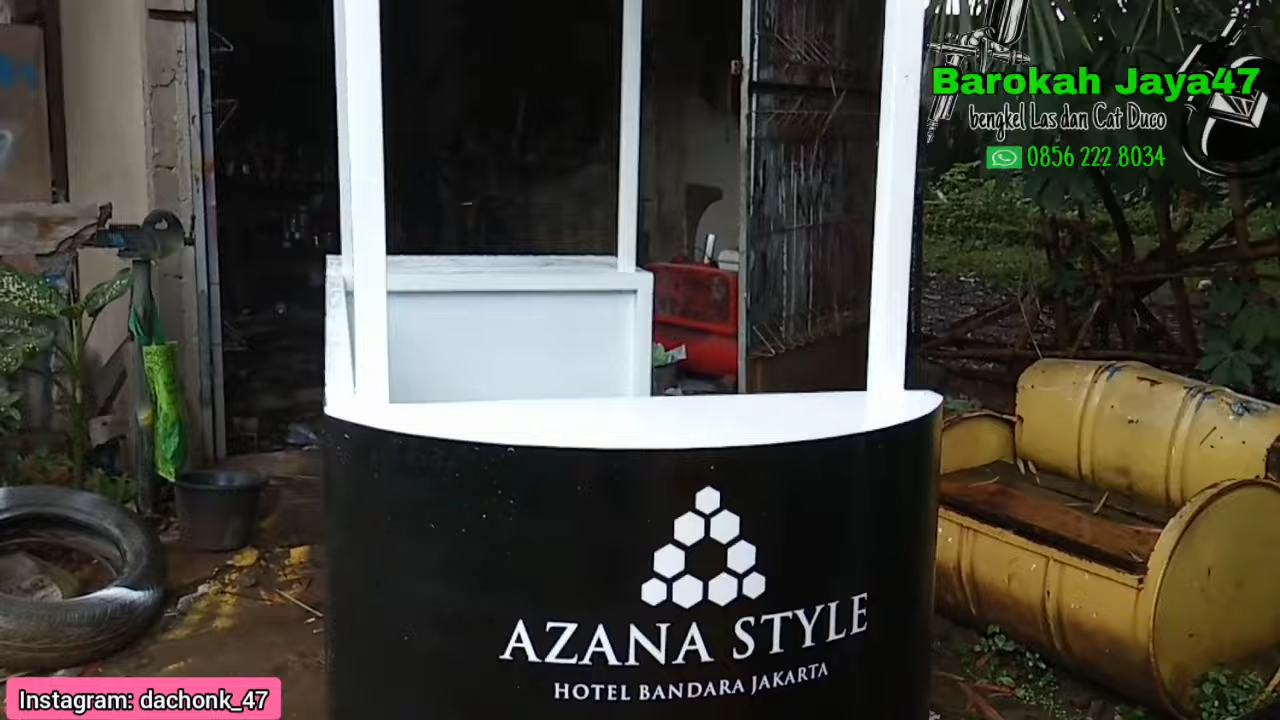 Barokah Jaya47
bengkel Las dan Cat Duco
0856 222 8034
AZANA STYLE
HOTEL BANDARA JAKARTA
Instagram: dachonk_47